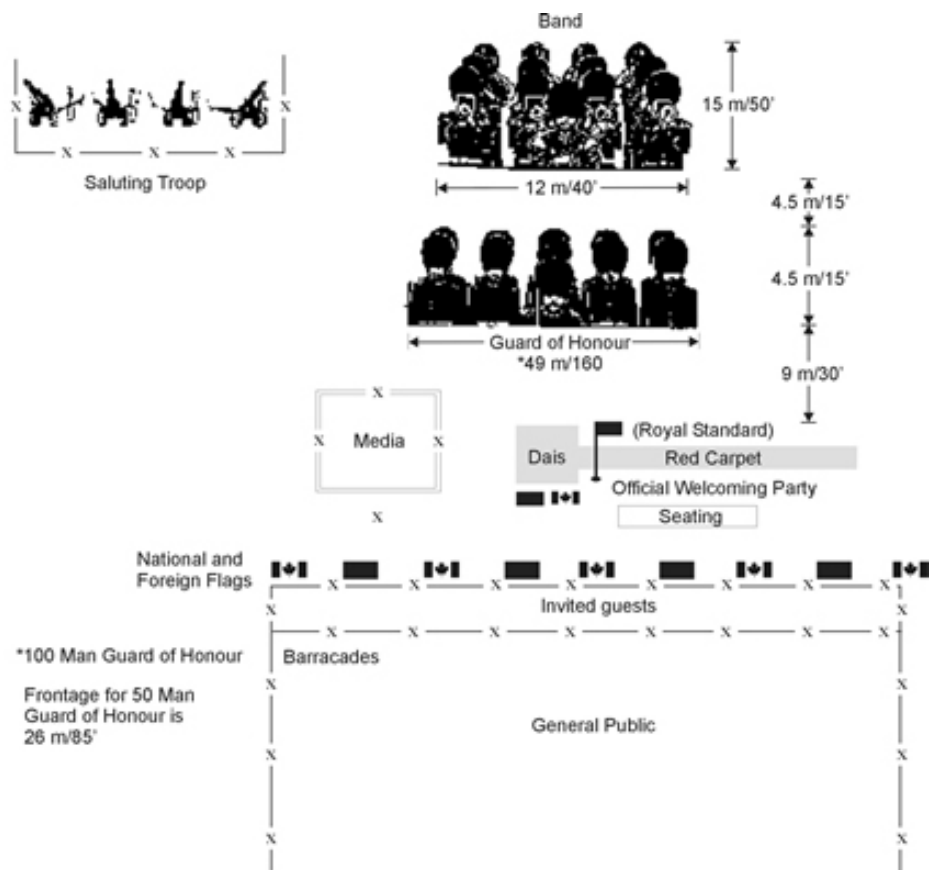 Band
15 m/50’
Saluting Troop
12 m/40’
4.5 m/15’
4.5 m/15’
Guard of Honour
*49 m/160
9 m/30’
Media
(Royal Standard)
Dais
Red Carpet
Official Welcoming Party
Seating
National and
Foreign Flags
Invited guests
*100 Man Guard of Honour
Barracades
Frontage for 50 Man
Guard of Honour is
26 m/85’
General Public